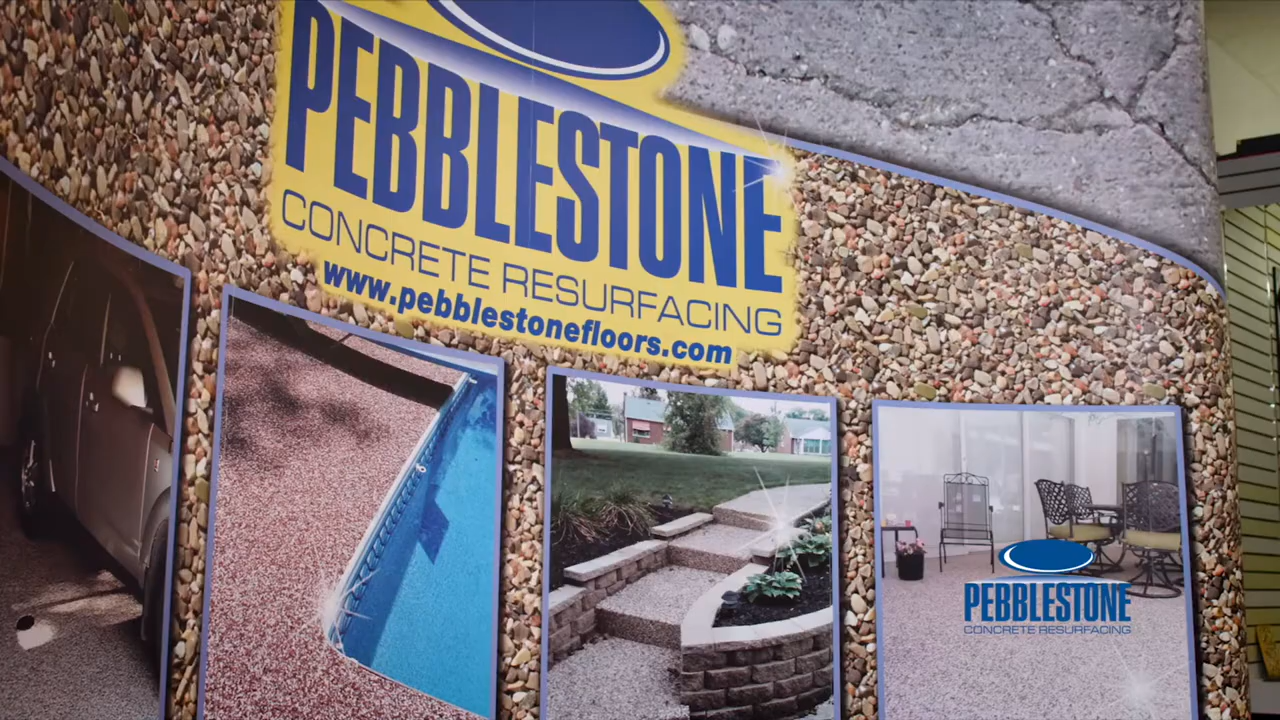 PEBBLESTONE
CONCRETE RESURFACING
www.pebblestonefloors.com
PEBBLESTONE
CONCRETE RESURFACING